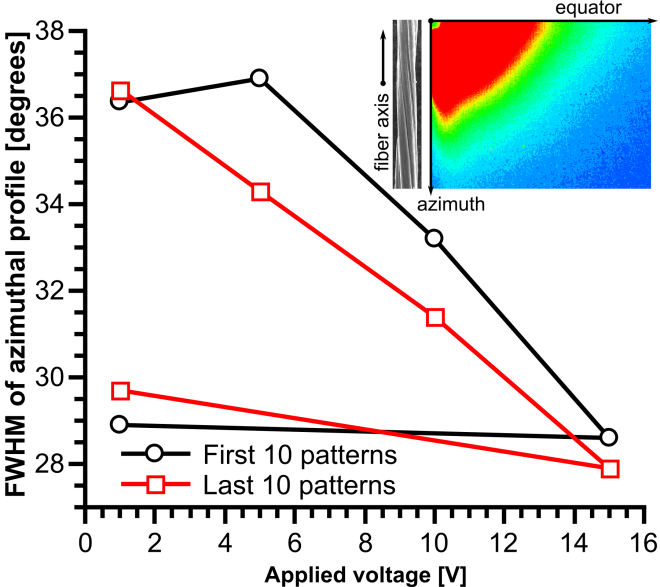 equator
fiber axis
azimuth
FWHM of azimuthal profile [degrees]
38
36
34
32
30
28
First 10 patterns
Last 10 patterns
0 2 4 6 8 10 12 14 16
Applied voltage [V]